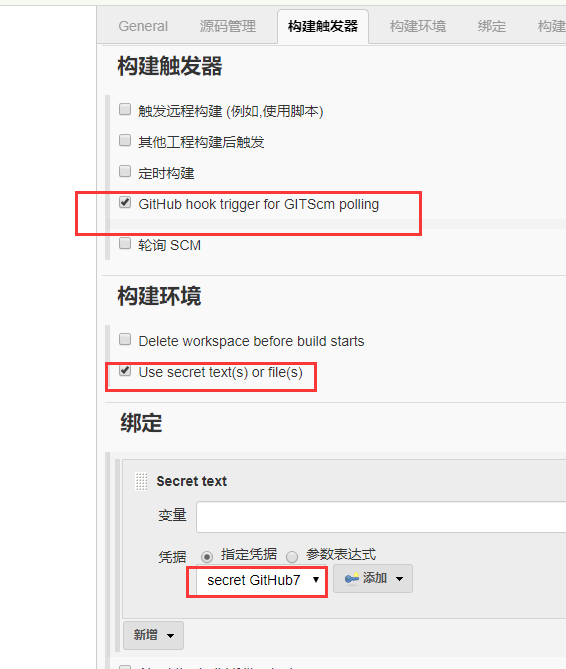 General 源码管理 构建触发器 构建环境 绑定 构建
构建触发器
触发远程构建 (例如,使用脚本)
其他工程构建后触发
定时构建
GitHub hook trigger for GITScm polling
轮询 SCM
构建环境
Delete workspace before build starts
Use secret text(s) or file(s)
绑定
Secret text
变量
凭据 指定凭据 参数表达式
secret GitHub7 添加
新增